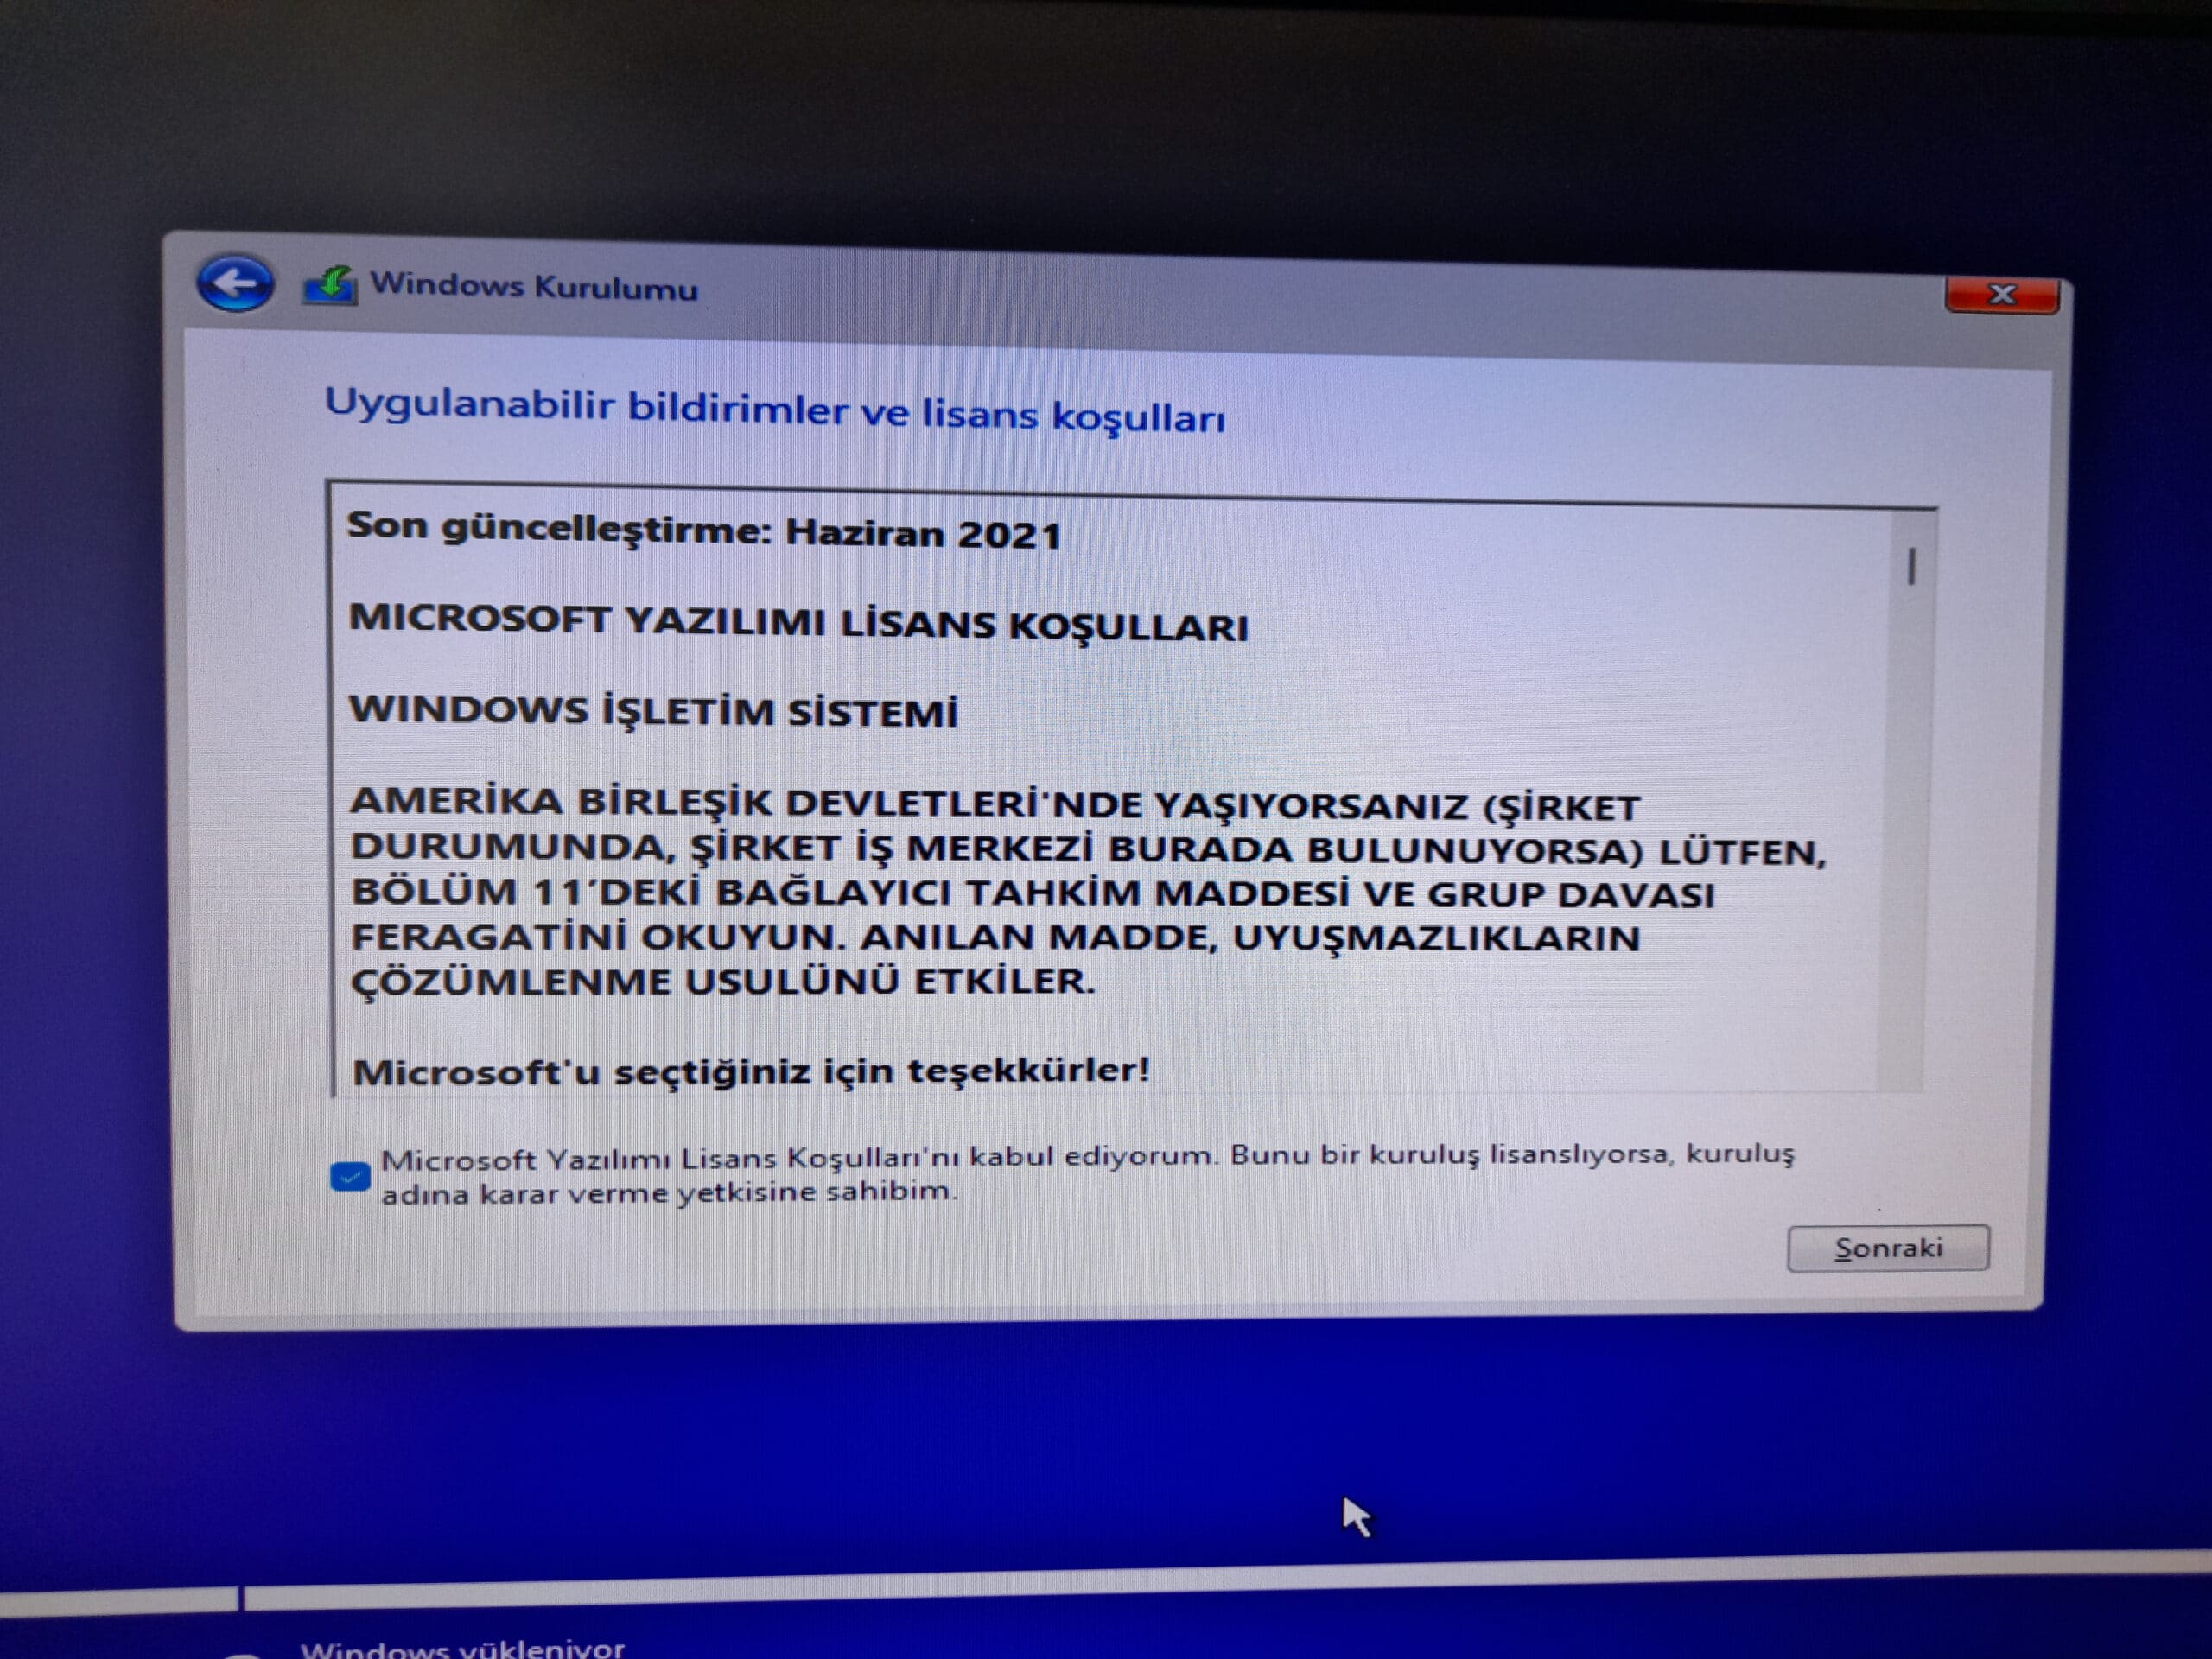 Windows Kurulumu
Uygulanabilir bildirimler ve lisans koşulları
Son güncelleştirme: Haziran 2021
MICROSOFT YAZILIMI LİSANS KOŞULLARI
WINDOWS İŞLETİM SİSTEMİ
AMERİKA BİRLEŞİK DEVLETLERİ'NDE YAŞIYORSANIZ (ŞİRKET
DURUMUNDA, ŞİRKET İŞ MERKEZİ BURADA BULUNUYORSA) LÜTFEN,
BÖLÜM 11'DEKİ BAĞLAYICI TAHKİM MADDESİ VE GRUP DAVASI
FERAGATİNİ OKUYUN. ANILAN MADDE, UYUŞMAZLIKLARIN
ÇÖZÜMLENME USULÜNÜ ETKİLER.
Microsoft'u seçtiğiniz için teşekkürler!
Microsoft Yazılımı Lisans Koşulları'nı kabul ediyorum. Bunu bir kuruluş lisanslıyorsa, kuruluş
adına karar verme yetkisine sahibim.
Sonraki
Windows yükleniyor